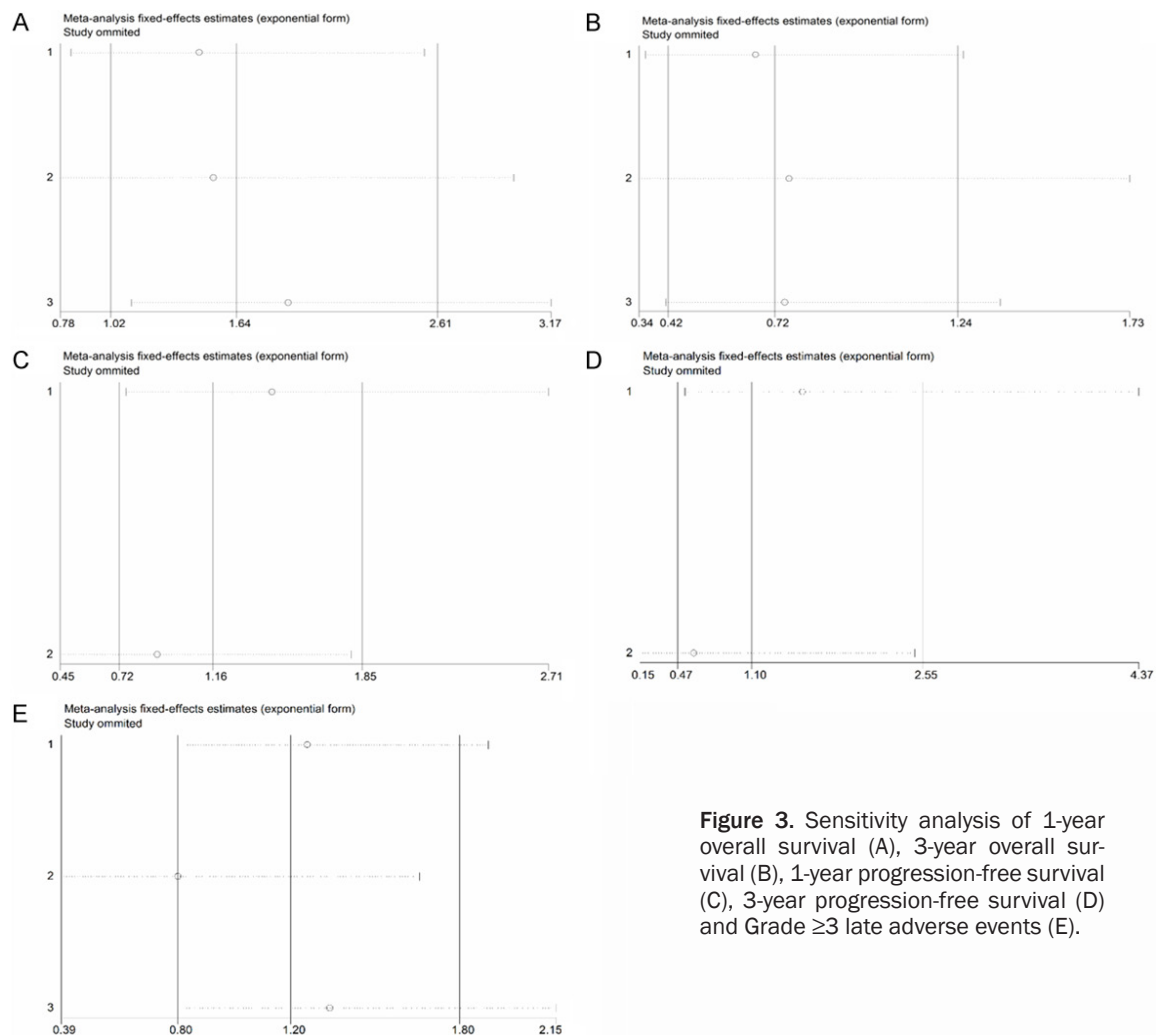 A
Meta-analysis fixed-effects estimates (exponential form)
Study ommited
1
2
3
0.78 1.02 1.64 2.61 3.17
B
Meta-analysis fixed-effects estimates (exponential form)
Study ommited
1
2
3
0.34 0.42 0.72 1.24 1.73
C
Meta-analysis fixed-effects estimates (exponential form)
Study ommited
1
2
0.45 0.72 1.16 1.85 2.71
D
Meta-analysis fixed-effects estimates (exponential form)
Study ommited
1
2
0.15 0.47 1.10 2.55 4.37
E
Meta-analysis fixed-effects estimates (exponential form)
Study ommited
1
2
3
0.39 0.80 1.20 1.80 2.15
Figure 3. Sensitivity analysis of 1-year
overall survival (A), 3-year overall sur-
vival (B), 1-year progression-free survival
(C), 3-year progression-free survival (D)
and Grade ≥3 late adverse events (E).